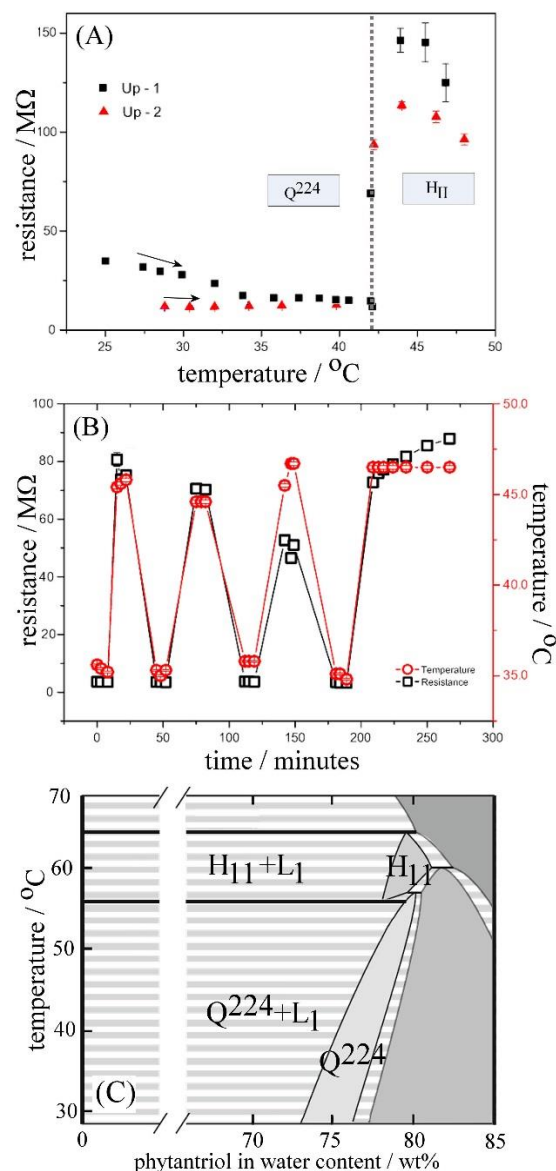 (A)
150
100
50
0
resistance / MΩ
Up - 1
Up - 2
Q²²⁴
H_II
25
30
35
40
45
50
temperature / °C
(B)
100
80
60
40
20
0
resistance / MΩ
50.0
45.0
40.0
35.0
temperature / °C
Temperature
Resistance
0
50
100
150
200
250
300
time / minutes
70
60
50
40
30
temperature / °C
H₁₁+L₁
H₁₁
Q²²⁴+L₁
Q²²⁴
(C)
0
70
75
80
85
phytantriol in water content / wt%